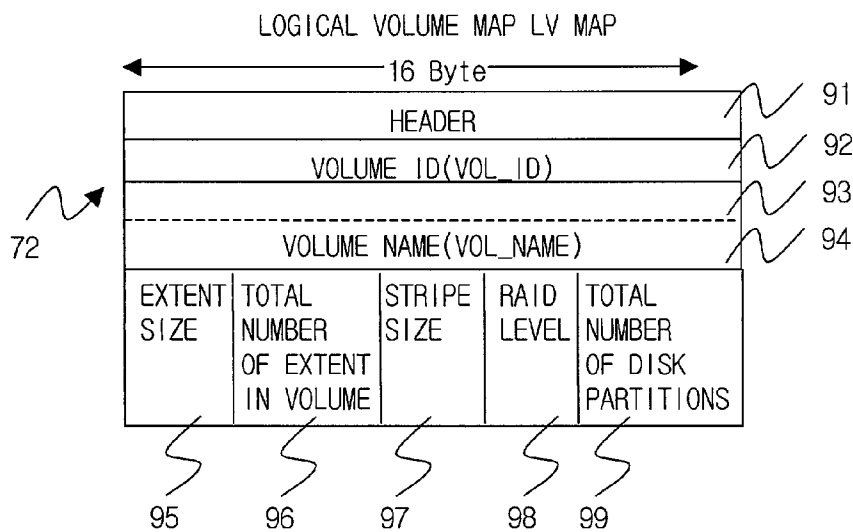 LOGICAL VOLUME MAP LV MAP
16 Byte
HEADER
91
VOLUME ID(VOL_ID)
92
93
VOLUME NAME(VOL_NAME)
94
72
EXTENT SIZE
TOTAL NUMBER OF EXTENT IN VOLUME
STRIPE SIZE
RAID LEVEL
TOTAL NUMBER OF DISK PARTITIONS
95 96 97 98 99